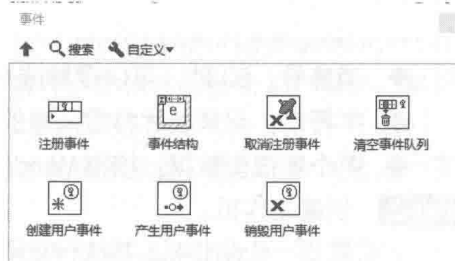 事件
搜索 自定义▾
注册事件 事件结构 取消注册事件 清空事件队列
创建用户事件 产生用户事件 销毁用户事件